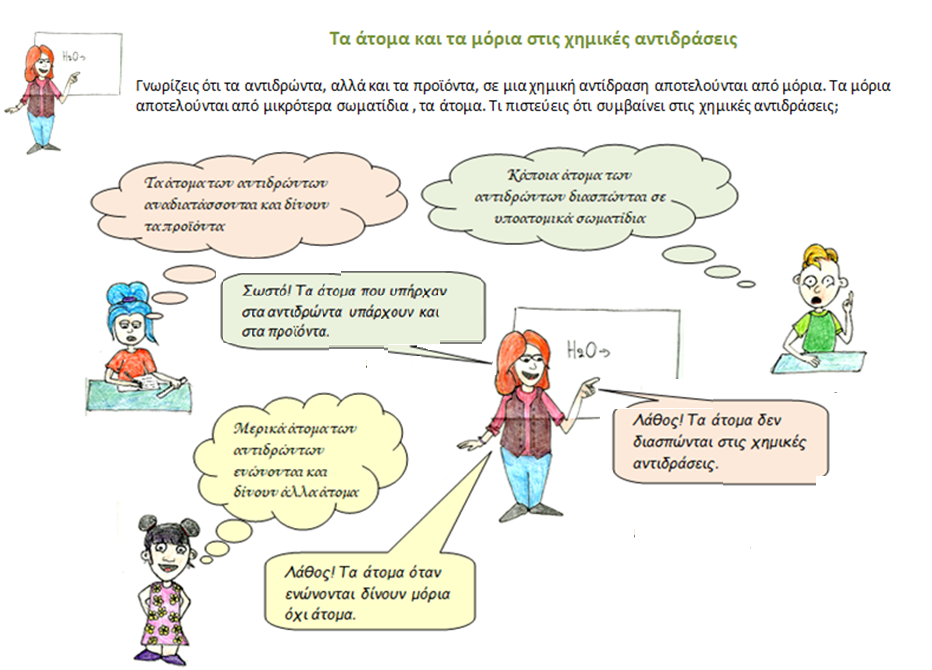 Τα άτομα και τα μόρια στις χημικές αντιδράσεις
H₂O→
Γνωρίζεις ότι τα αντιδρώντα, αλλά και τα προϊόντα, σε μια χημική αντίδραση αποτελούνται από μόρια. Τα μόρια
αποτελούνται από μικρότερα σωματίδια , τα άτομα. Τι πιστεύεις ότι συμβαίνει στις χημικές αντιδράσεις;
Τα άτομα των αντιδρώντων
αναδιατάσσονται και δίνουν
τα προϊόντα
Κάποια άτομα των
αντιδρώντων διασπώνται σε
υποατομικά σωματίδια
Σωστό! Τα άτομα που υπήρχαν
στα αντιδρώντα υπάρχουν και
στα προϊόντα.
H₂O→
Λάθος! Τα άτομα δεν
διασπώνται στις χημικές
αντιδράσεις.
Μερικά άτομα των
αντιδρώντων
ενώνονται και
δίνουν άλλα άτομα
Λάθος! Τα άτομα όταν
ενώνονται δίνουν μόρια
όχι άτομα.